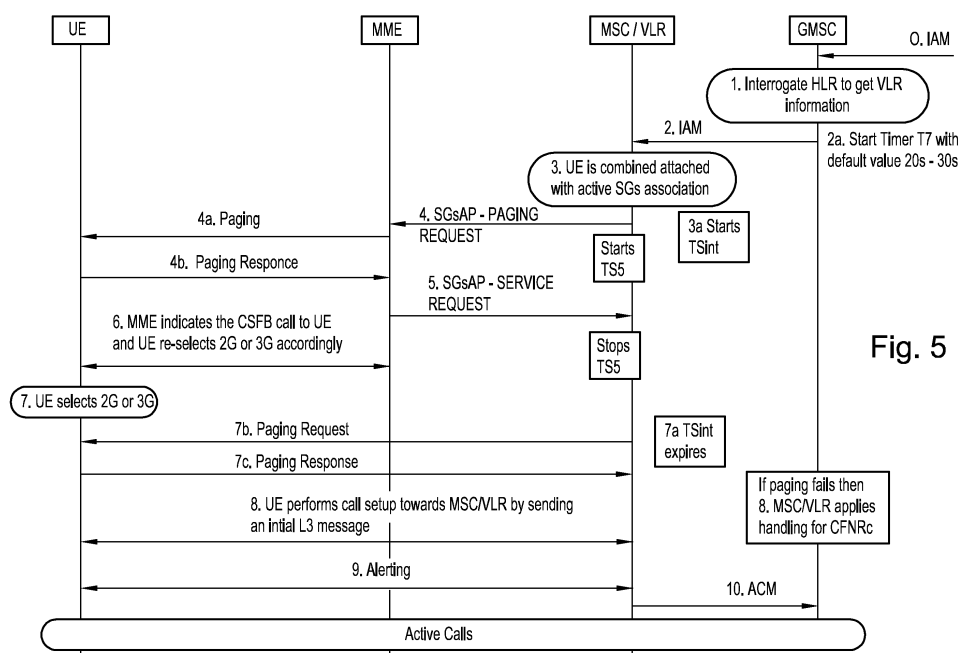 UE
MME
MSC / VLR
GMSC
O. IAM
1. Interrogate HLR to get VLR
information
2. IAM
2a. Start Timer T7 with
default value 20s - 30s
3. UE is combined attached
with active SGs association
4a. Paging
4. SGsAP - PAGING
REQUEST
3a Starts
TSint
Starts
TS5
4b. Paging Responce
5. SGsAP - SERVICE
REQUEST
6. MME indicates the CSFB call to UE
and UE re-selects 2G or 3G accordingly
Stops
TS5
Fig. 5
7. UE selects 2G or 3G
7b. Paging Request
7a TSint
expires
7c. Paging Response
If paging fails then
8. MSC/VLR applies
handling for CFNRc
8. UE performs call setup towards MSC/VLR by sending
an intial L3 message
9. Alerting
10. ACM
Active Calls